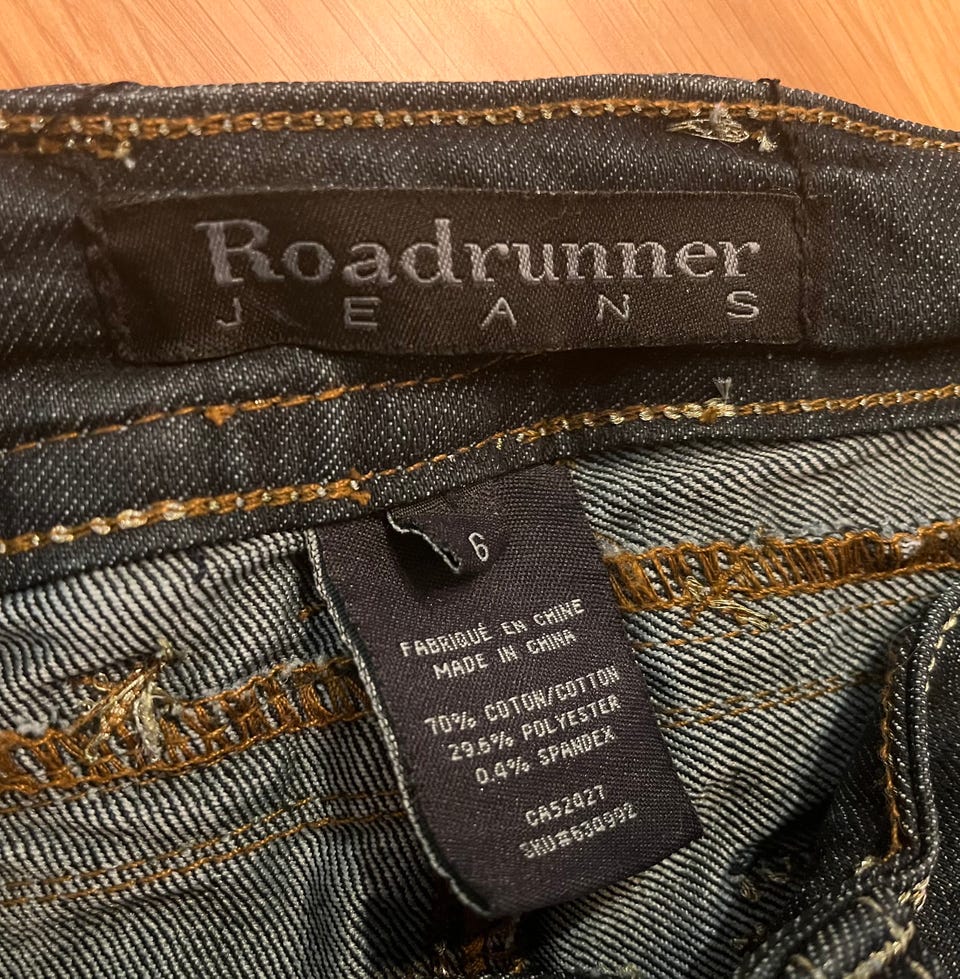 Roadrunner
JEANS
6
FABRIQUÉ EN CHINE
MADE IN CHINA
70% COTON/COTTON
29.6% POLYESTER
0.4% SPANDEX
CA52027
SKU#630992